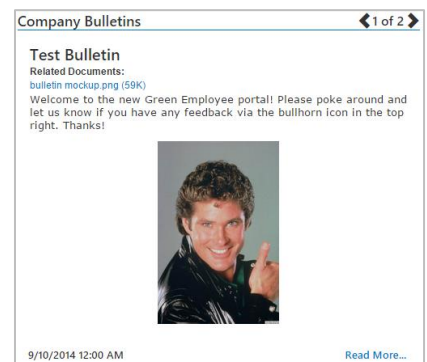 Company Bulletins 1 of 2
Test Bulletin
Related Documents:
bulletin mockup.png (59K)
Welcome to the new Green Employee portal! Please poke around and
let us know if you have any feedback via the bullhorn icon in the top
right. Thanks!
9/10/2014 12:00 AM Read More...